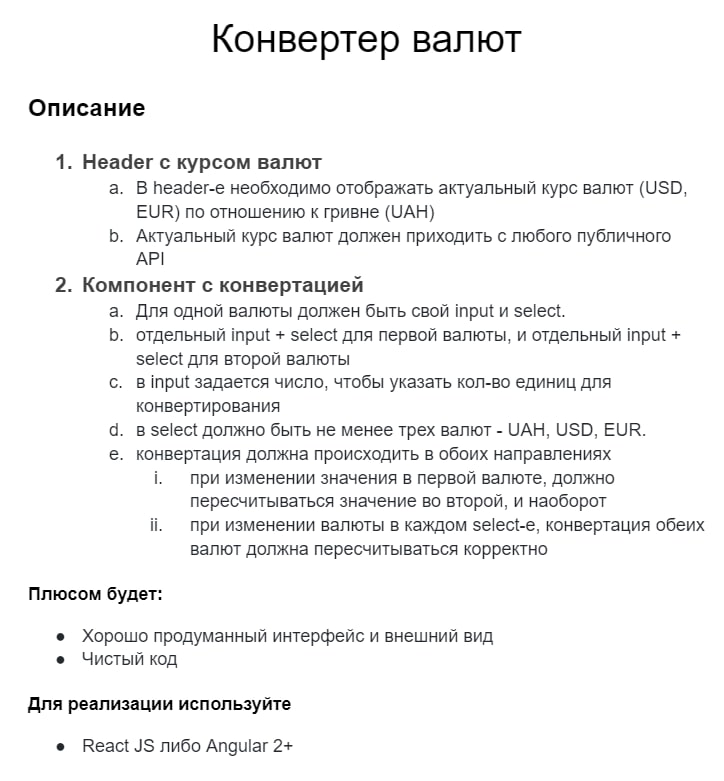 Конвертер валют
Описание
1. Header с курсом валют
a. В header-е необходимо отображать актуальный курс валют (USD,
EUR) по отношению к гривне (UAH)
b. Актуальный курс валют должен приходить с любого публичного
API
2. Компонент с конвертацией
a. Для одной валюты должен быть свой input и select.
b. отдельный input + select для первой валюты, и отдельный input +
select для второй валюты
c. в input задается число, чтобы указать кол-во единиц для
конвертирования
d. в select должно быть не менее трех валют - UAH, USD, EUR.
e. конвертация должна происходить в обоих направлениях
i. при изменении значения в первой валюте, должно
пересчитываться значение во второй, и наоборот
ii. при изменении валюты в каждом select-е, конвертация обеих
валют должна пересчитываться корректно
Плюсом будет:
● Хорошо продуманный интерфейс и внешний вид
● Чистый код
Для реализации используйте
● React JS либо Angular 2+